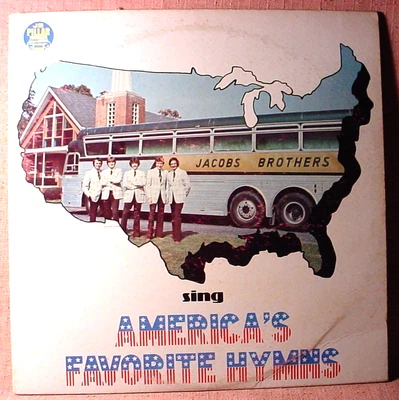 JACOBS BROTHERS
sing
AMERICA'S
FAVORITE HYMNS